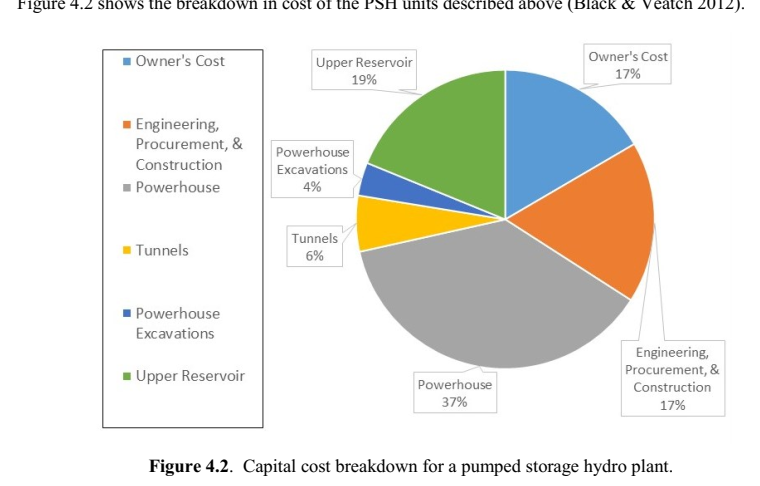 Figure 4.2 shows the breakdown in cost of the PSH units described above (Black & Veatch 2012).
Owner's Cost
Engineering,
Procurement, &
Construction
Powerhouse
Tunnels
Powerhouse
Excavations
Upper Reservoir
Upper Reservoir
19%
Owner's Cost
17%
Powerhouse
Excavations
4%
Tunnels
6%
Engineering,
Procurement, &
Construction
17%
Powerhouse
37%
Figure 4.2. Capital cost breakdown for a pumped storage hydro plant.